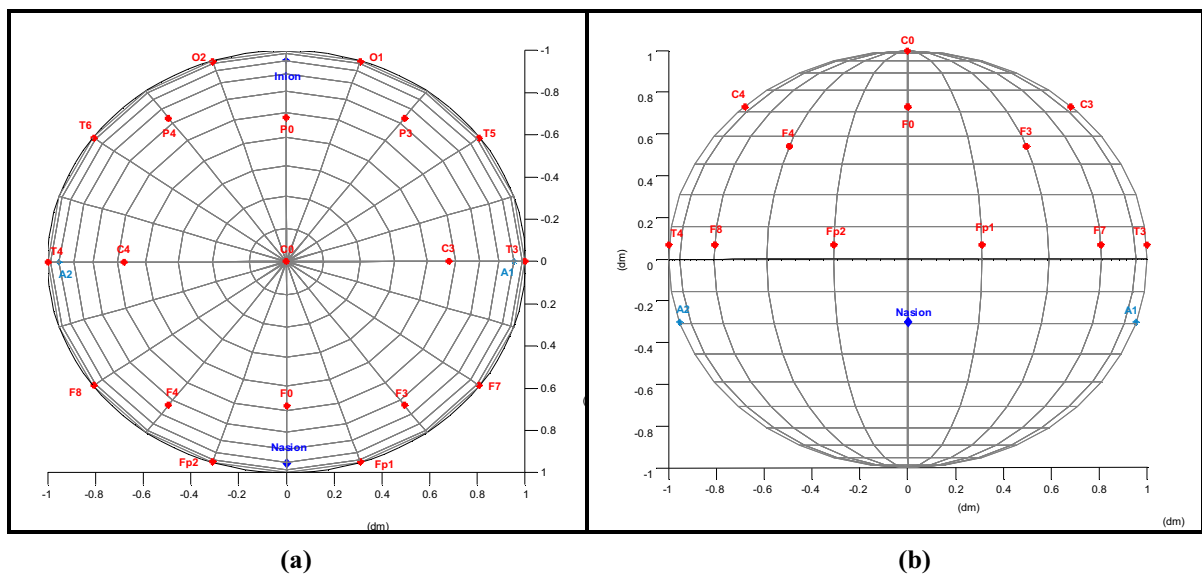 O2 O1
Inion
-1
-0.8
P4 P0 P3
T6 T5
-0.6
-0.4
-0.2
T4 C4 C0 C3 T3
A2 A1
0
0.2
0.4
F8 F4 F0 F3 F7
0.6
0.8
Nasion
Fp2 Fp1
1
-1 -0.8 -0.6 -0.4 -0.2 0 0.2 0.4 0.6 0.8 1
(dm)
(a)
C0
1
C4 C3
0.8
F4 F0 F3
0.6
0.4
0.2
T4 F8 Fp2 Fp1 F7 T3
0
(dm)
-0.2
A2 Nasion A1
-0.4
-0.6
-0.8
-1
-1 -0.8 -0.6 -0.4 -0.2 0 0.2 0.4 0.6 0.8 1
(dm)
(dm)
(b)